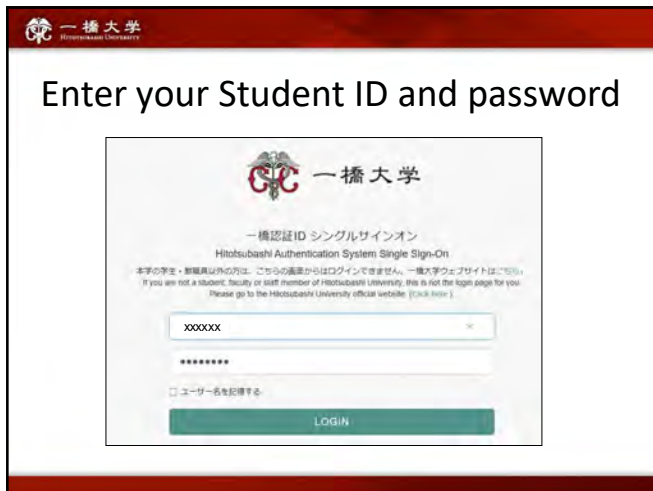 一橋大学
HITOTSUBASHI UNIVERSITY
Enter your Student ID and password
一橋大学
一橋認証ID シングルサインオン
Hitotsubashi Authentication System Single Sign-On
本学の学生・教職員以外の方は、こちらの画面からはログインできません。一橋大学ウェブサイトはこちら。
If you are not a student, faculty or staff member of Hitotsubashi University, this is not the login page for you.
Please go to the Hitotsubashi University official website. (Click here.)
xxxxxx ×
●●●●●●●●
ユーザー名を記憶する
LOGIN